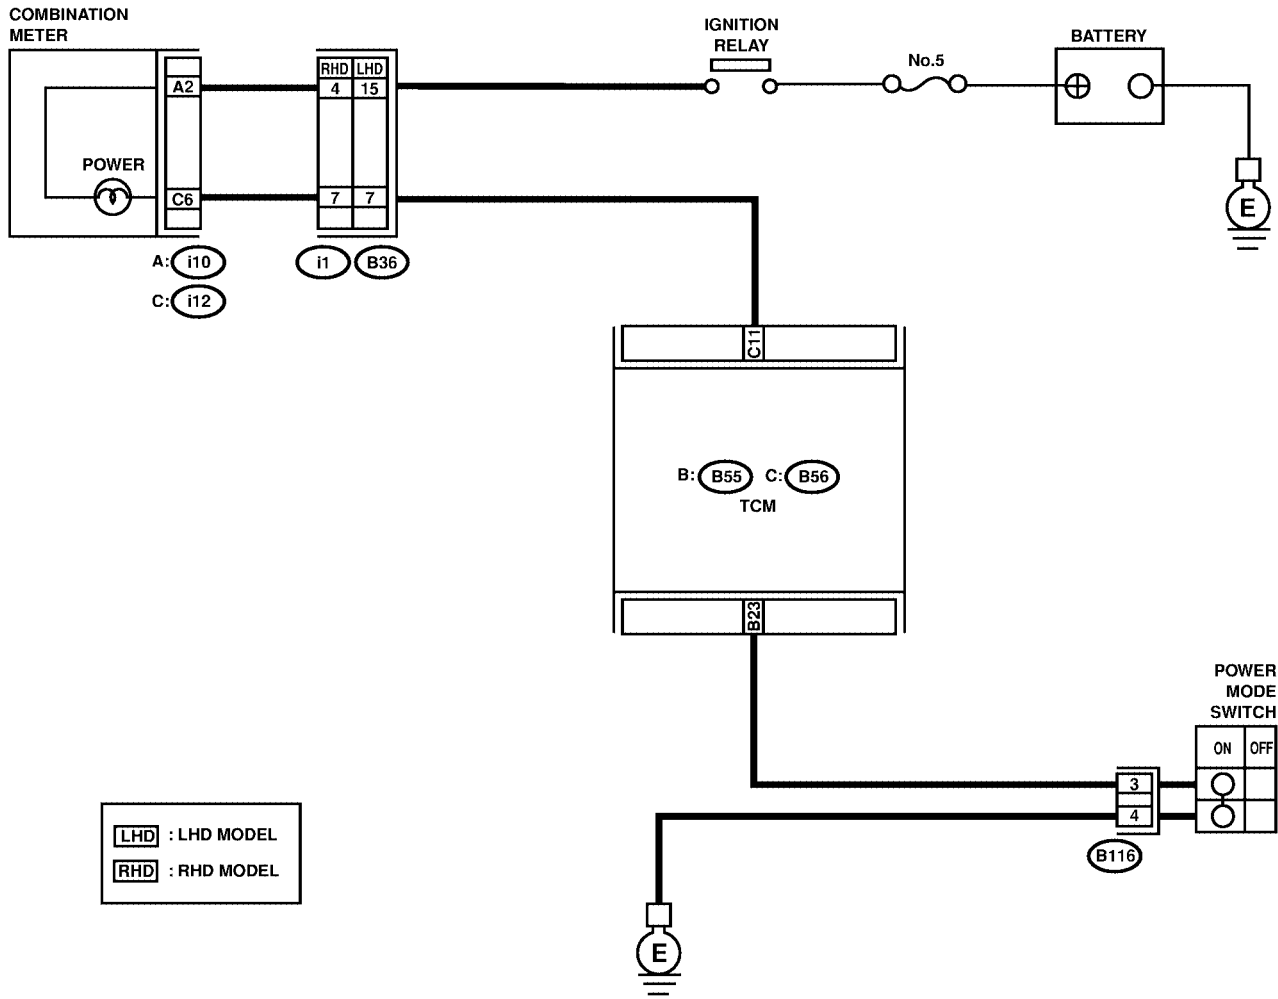 COMBINATION
METER
IGNITION
RELAY
No.5
BATTERY
RHD LHD
A2
4 15
POWER
C6
7 7
E
A: i10
i1 B36
C: i12
C11
B: B55 C: B56
TCM
B23
POWER
MODE
SWITCH
ON OFF
3
4
B116
LHD : LHD MODEL
RHD : RHD MODEL
E